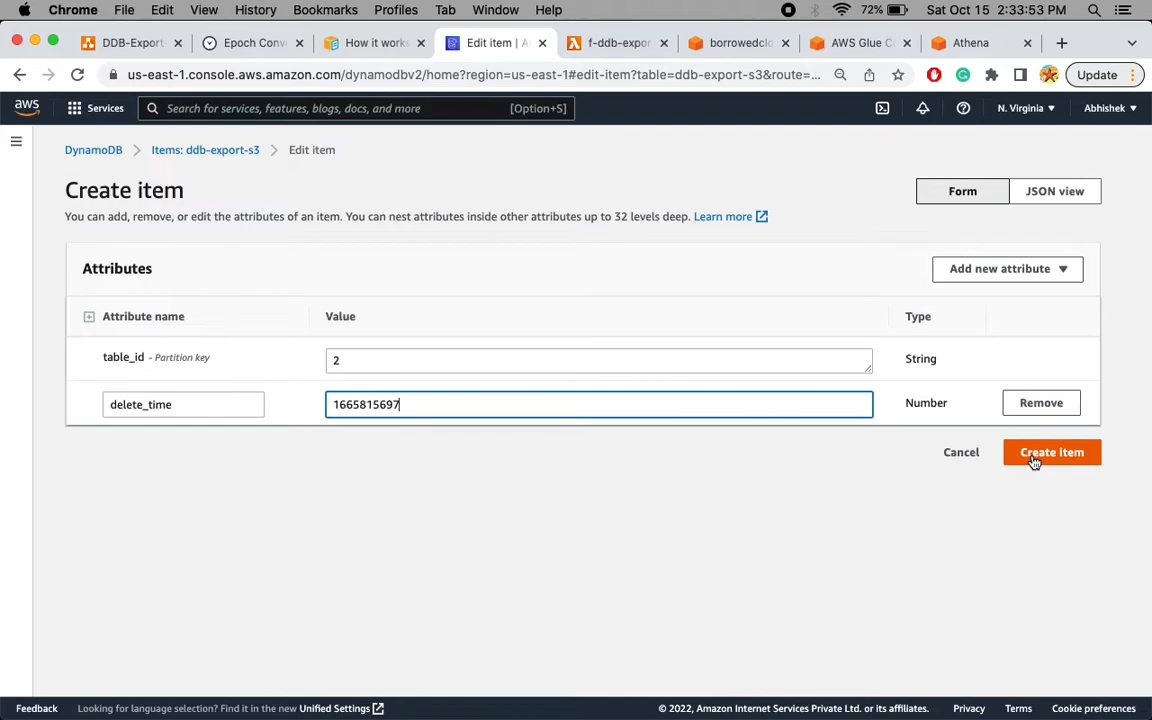 Chrome File Edit View History Bookmarks Profiles Tab Window Help 72% Sat Oct 15 2:33:53 PM
DDB-Export Epoch Conv How it work Edit item | A f-ddb-expor borrowedclo AWS Glue C Athena
us-east-1.console.aws.amazon.com/dynamodbv2/home?region=us-east-1#edit-item?table=ddb-export-s3&route=... Update
aws Services Search for services, features, blogs, docs, and more [Option+S] N. Virginia Abhishek
DynamoDB Items: ddb-export-s3 Edit item
Create item Form JSON view
You can add, remove, or edit the attributes of an item. You can nest attributes inside other attributes up to 32 levels deep. Learn more
Attributes Add new attribute
Attribute name Value Type
table_id - Partition key 2 String
delete_time 1665815697 Number Remove
Cancel Create item
Feedback Looking for language selection? Find it in the new Unified Settings © 2022, Amazon Internet Services Private Ltd. or its affiliates. Privacy Terms Cookie preferences